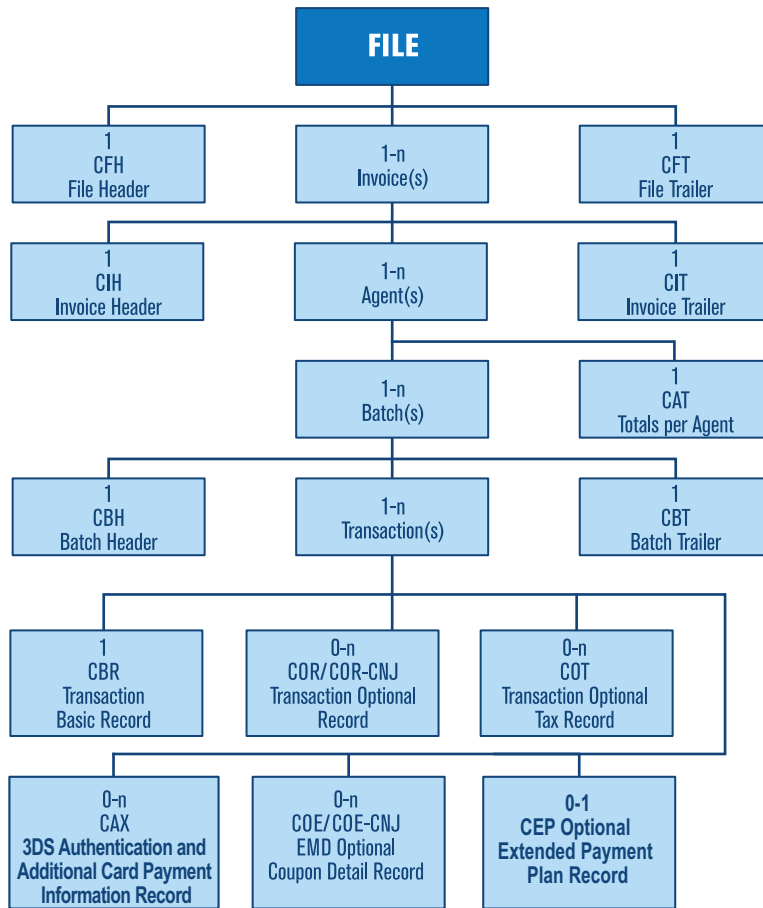 FILE
1
CFH
File Header
1-n
Invoice(s)
1
CFT
File Trailer
1
CIH
Invoice Header
1-n
Agent(s)
1
CIT
Invoice Trailer
1-n
Batch(s)
1
CAT
Totals per Agent
1
CBH
Batch Header
1-n
Transaction(s)
1
CBT
Batch Trailer
1
CBR
Transaction
Basic Record
0-n
COR/COR-CNJ
Transaction Optional
Record
0-n
COT
Transaction Optional
Tax Record
0-n
CAX
3DS Authentication and
Additional Card Payment
Information Record
0-n
COE/COE-CNJ
EMD Optional
Coupon Detail Record
0-1
CEP Optional
Extended Payment
Plan Record